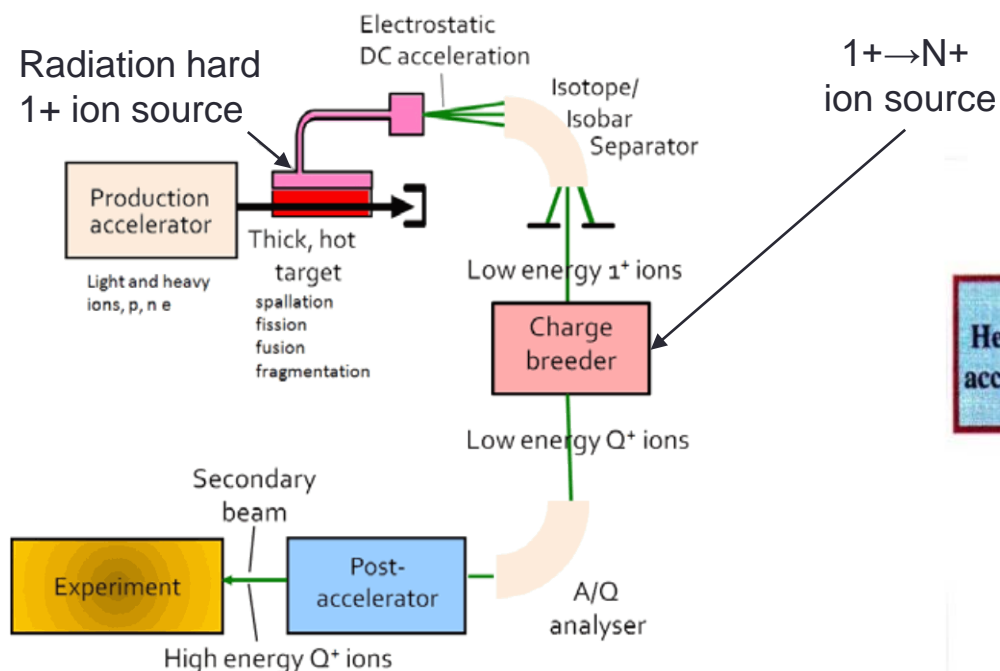 Radiation hard
1+ ion source
Electrostatic
DC acceleration
Isotope/
Isobar
Separator
1+→N+
ion source
Production
accelerator
Light and heavy
ions, p, n e
Thick, hot
target
spallation
fission
fusion
fragmentation
Low energy 1⁺ ions
Charge
breeder
Low energy Q⁺ ions
A/Q
analyser
Post-
accelerator
Secondary
beam
Experiment
High energy Q⁺ ions
He
acc